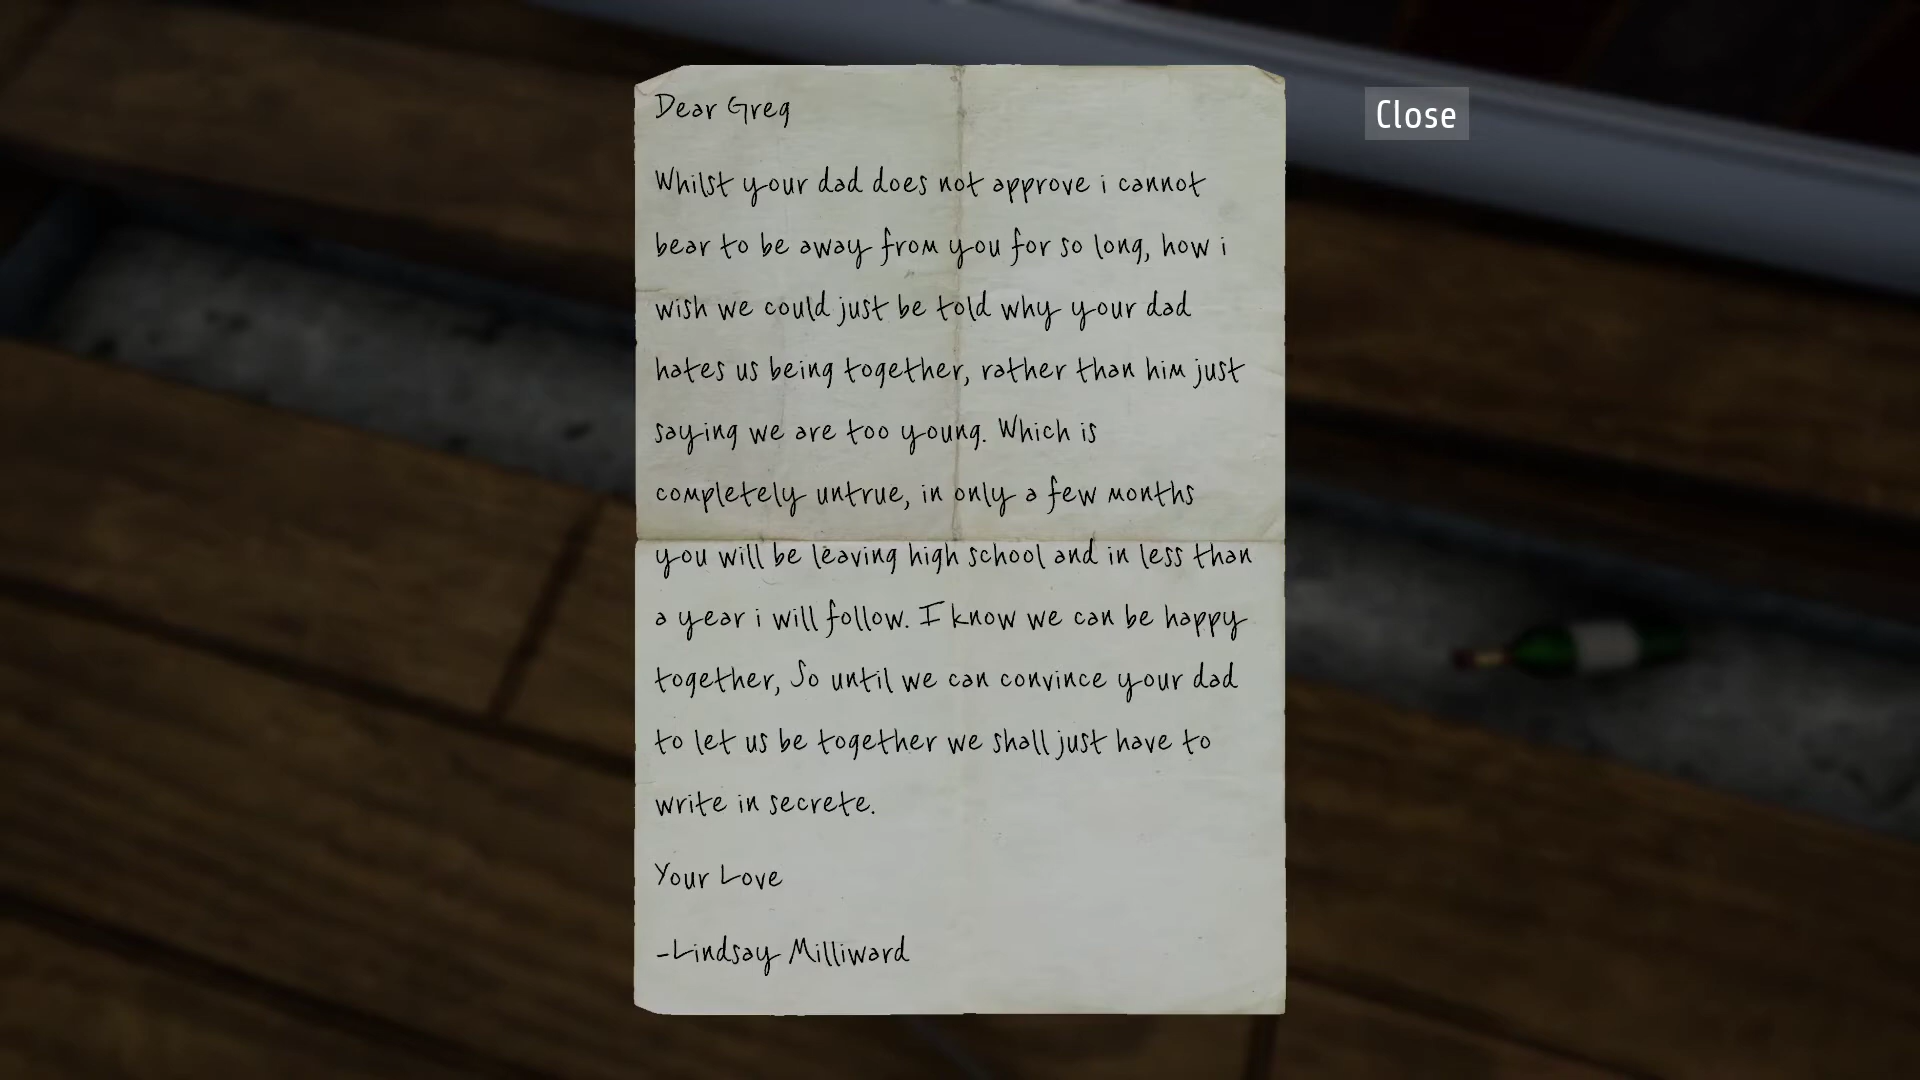 Dear Greg
Close
Whilst your dad does not approve i cannot
bear to be away from you for so long, how i
wish we could just be told why your dad
hates us being together, rather than him just
saying we are too young. Which is
completely untrue, in only a few months
you will be leaving high school and in less than
a year i will follow. I know we can be happy
together, So until we can convince your dad
to let us be together we shall just have to
write in secrete.
Your Love
-Lindsay Milliward